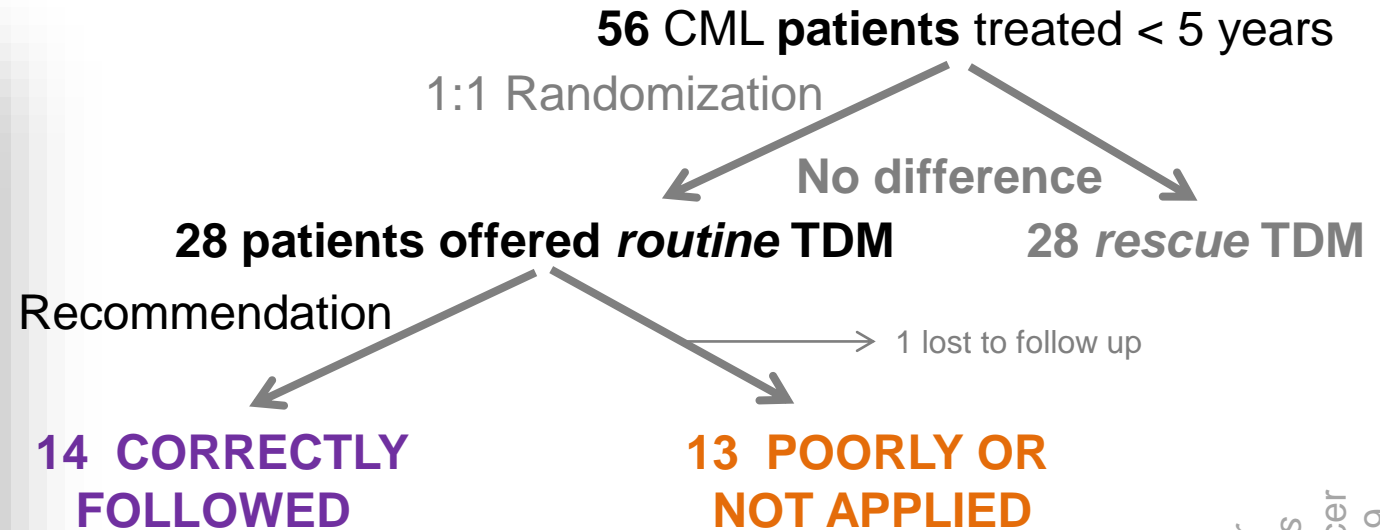 56 CML patients treated < 5 years
1:1 Randomization
No difference
28 patients offered routine TDM
28 rescue TDM
Recommendation
1 lost to follow up
14 CORRECTLY
FOLLOWED
13 POORLY OR
NOT APPLIED